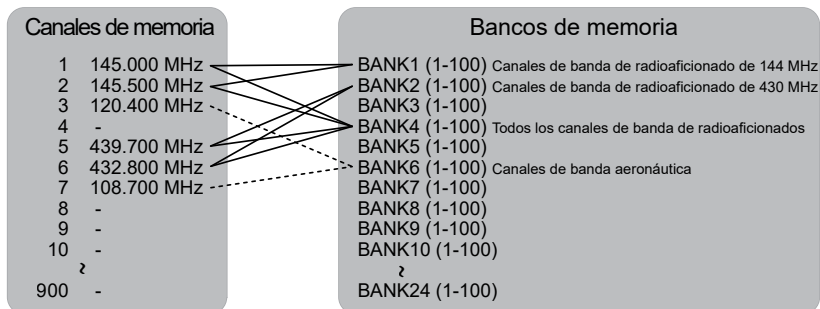 Canales de memoria
1 145.000 MHz
2 145.500 MHz
3 120.400 MHz
4 -
5 439.700 MHz
6 432.800 MHz
7 108.700 MHz
8 -
9 -
10 -
~
900 -
Bancos de memoria
BANK1 (1-100) Canales de banda de radioaficionado de 144 MHz
BANK2 (1-100) Canales de banda de radioaficionado de 430 MHz
BANK3 (1-100)
BANK4 (1-100) Todos los canales de banda de radioaficionados
BANK5 (1-100)
BANK6 (1-100) Canales de banda aeronáutica
BANK7 (1-100)
BANK8 (1-100)
BANK9 (1-100)
BANK10 (1-100)
~
BANK24 (1-100)